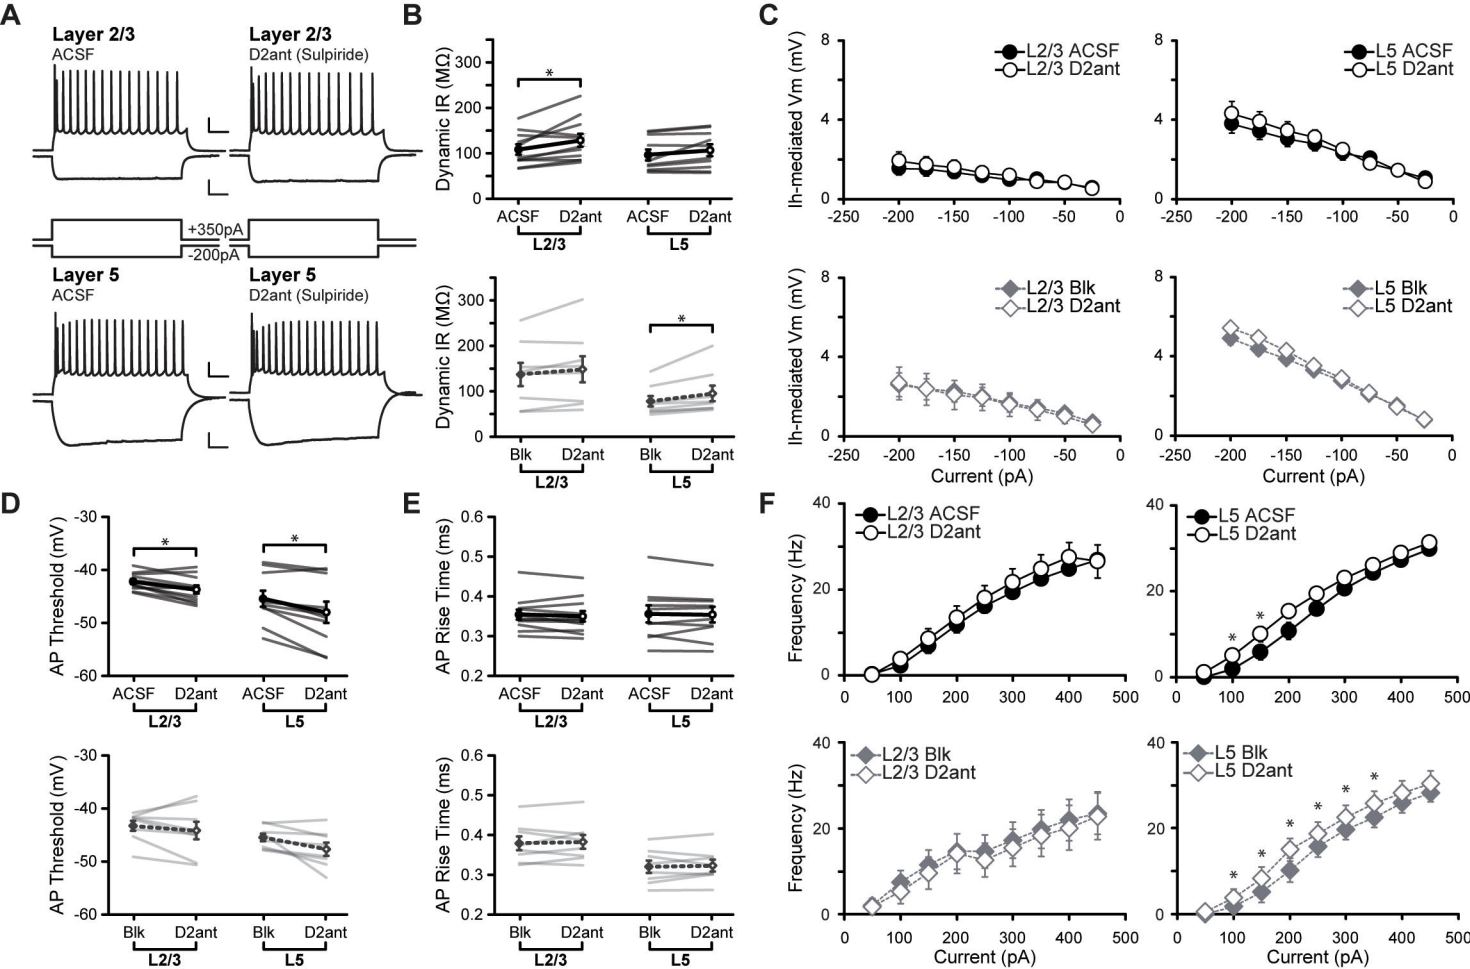 A
Layer 2/3
ACSF
Layer 2/3
D2ant (Sulpiride)
+350pA
-200pA
Layer 5
ACSF
Layer 5
D2ant (Sulpiride)
B
Dynamic IR (MΩ)
300
200
100
0
*
ACSF D2ant ACSF D2ant
L2/3 L5
Dynamic IR (MΩ)
300
200
100
0
*
Blk D2ant Blk D2ant
L2/3 L5
C
Ih-mediated Vm (mV)
8
4
0
L2/3 ACSF
L2/3 D2ant
-250 -200 -150 -100 -50 0
8
4
0
L5 ACSF
L5 D2ant
-250 -200 -150 -100 -50 0
Ih-mediated Vm (mV)
8
4
0
L2/3 Blk
L2/3 D2ant
-250 -200 -150 -100 -50 0
Current (pA)
8
4
0
L5 Blk
L5 D2ant
-250 -200 -150 -100 -50 0
Current (pA)
D
AP Threshold (mV)
-30
-40
-50
-60
* *
ACSF D2ant ACSF D2ant
L2/3 L5
AP Threshold (mV)
-30
-40
-50
-60
Blk D2ant Blk D2ant
L2/3 L5
E
AP Rise Time (ms)
0.6
0.5
0.4
0.3
0.2
ACSF D2ant ACSF D2ant
L2/3 L5
AP Rise Time (ms)
0.6
0.5
0.4
0.3
0.2
Blk D2ant Blk D2ant
L2/3 L5
F
Frequency (Hz)
40
20
0
L2/3 ACSF
L2/3 D2ant
0 100 200 300 400 500
40
20
0
L5 ACSF
L5 D2ant
* *
0 100 200 300 400 500
Frequency (Hz)
40
20
0
L2/3 Blk
L2/3 D2ant
0 100 200 300 400 500
Current (pA)
40
20
0
L5 Blk
L5 D2ant
* * * * * *
0 100 200 300 400 500
Current (pA)